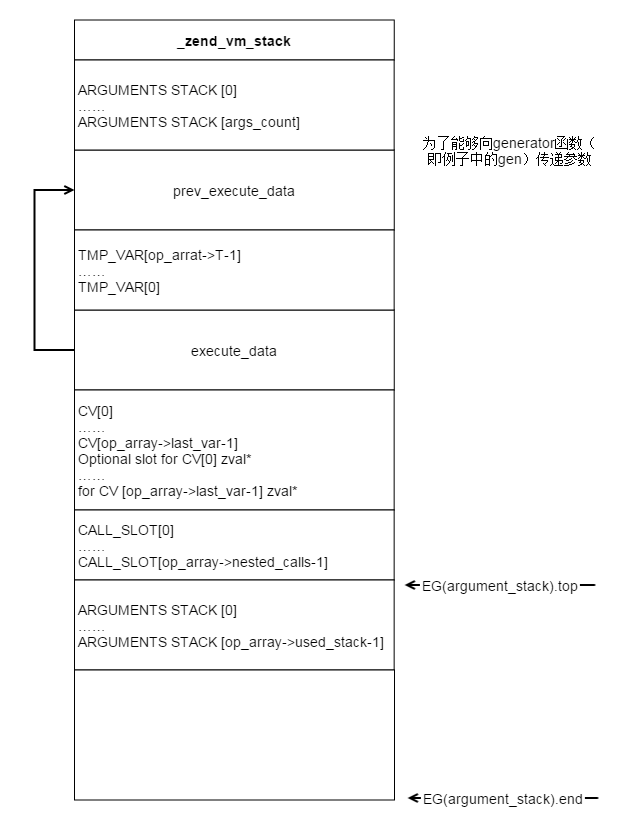 _zend_vm_stack
ARGUMENTS STACK [0]
……
ARGUMENTS STACK [args_count]
为了能够向generator函数（
即例子中的gen）传递参数
prev_execute_data
TMP_VAR[op_arrat->T-1]
……
TMP_VAR[0]
execute_data
CV[0]
……
CV[op_array->last_var-1]
Optional slot for CV[0] zval*
……
for CV [op_array->last_var-1] zval*
CALL_SLOT[0]
……
CALL_SLOT[op_array->nested_calls-1]
EG(argument_stack).top
ARGUMENTS STACK [0]
……
ARGUMENTS STACK [op_array->used_stack-1]
EG(argument_stack).end